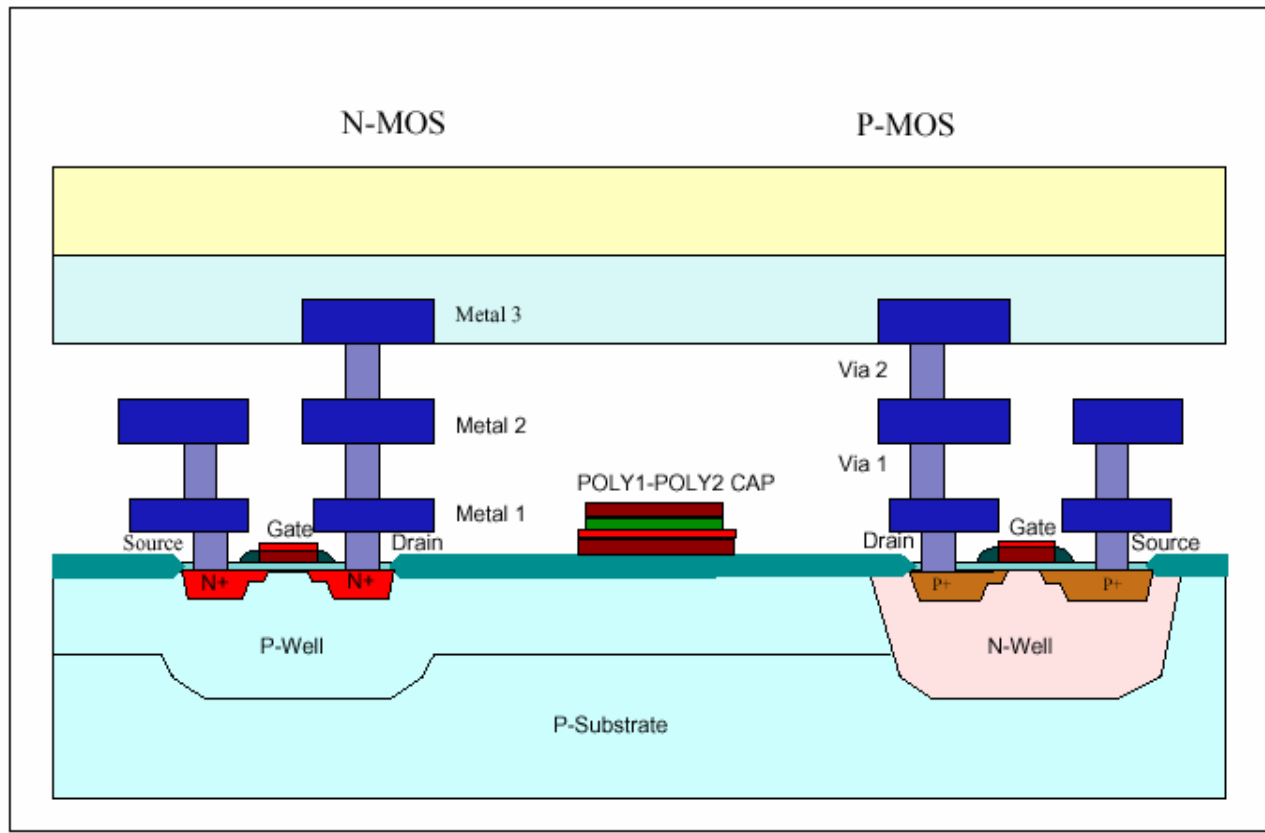 N-MOS
P-MOS
Metal 3
Via 2
Metal 2
Via 1
POLY1-POLY2 CAP
Metal 1
Gate
Gate
Source
Drain
Drain
Source
N+
N+
P+
P+
P-Well
N-Well
P-Substrate